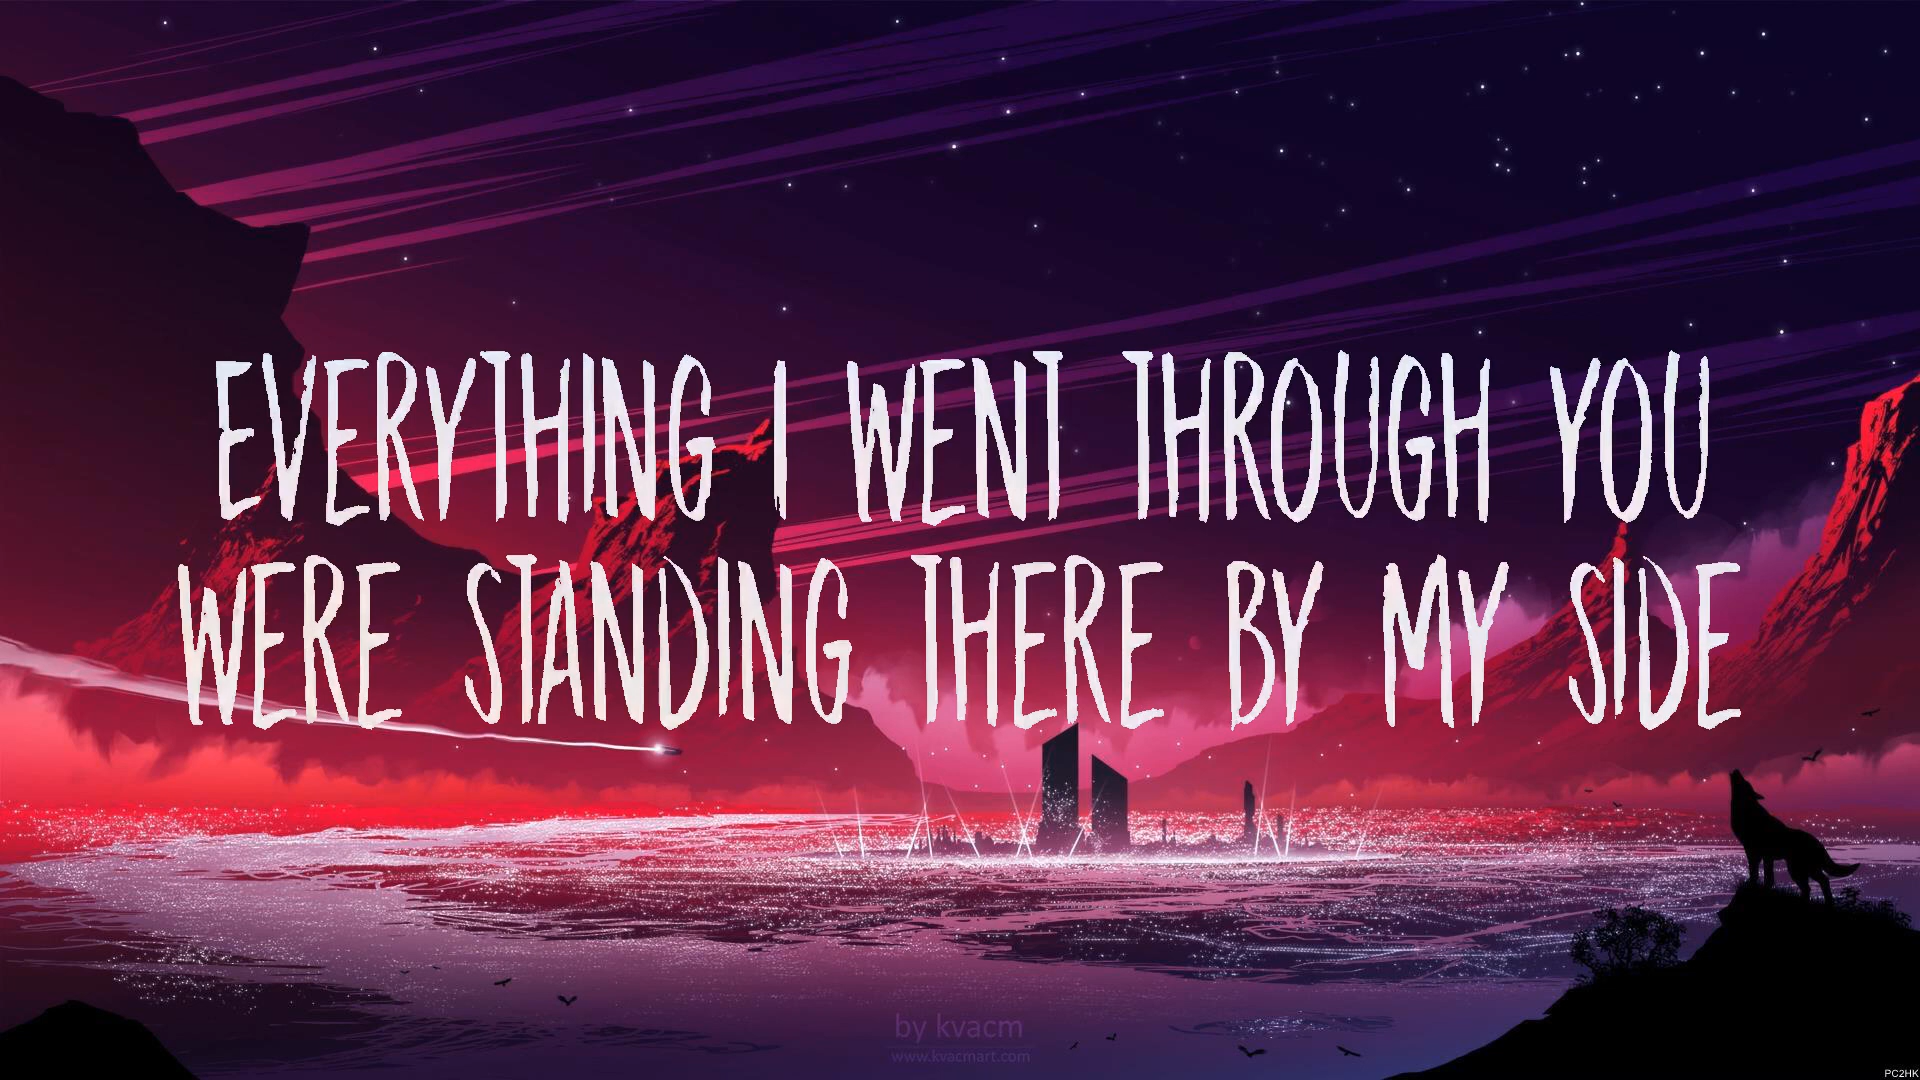 EVERYTHING I WENT THROUGH YOU
WERE STANDING THERE BY MY SIDE
by kvacm
www.kvacmart.com
PC2HK